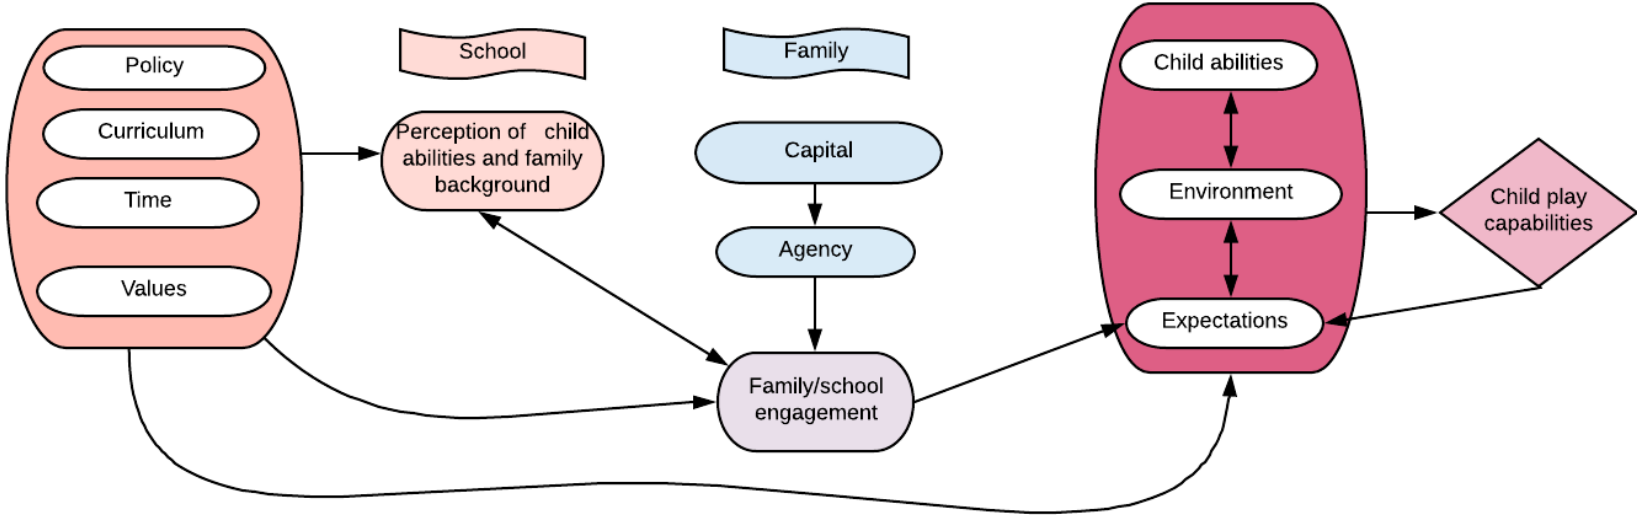 Policy
Curriculum
Time
Values
School
Perception of child
abilities and family
background
Family
Capital
Agency
Family/school
engagement
Child abilities
Environment
Expectations
Child play
capabilities